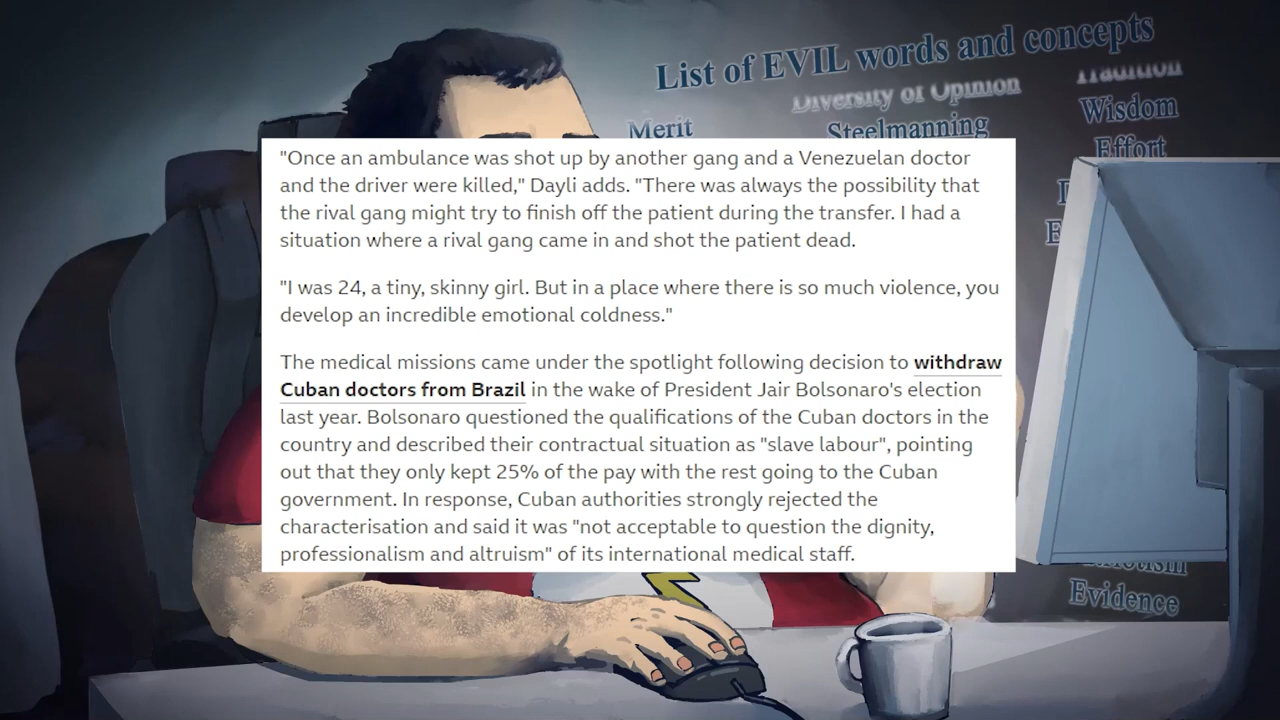 List of EVIL words and concepts
Diversity of Opinion
Tradition
Merit
Steelmanning
Wisdom
Effort
"Once an ambulance was shot up by another gang and a Venezuelan doctor
and the driver were killed," Dayli adds. "There was always the possibility that
the rival gang might try to finish off the patient during the transfer. I had a
situation where a rival gang came in and shot the patient dead.
"I was 24, a tiny, skinny girl. But in a place where there is so much violence, you
develop an incredible emotional coldness."
The medical missions came under the spotlight following decision to withdraw
Cuban doctors from Brazil in the wake of President Jair Bolsonaro's election
last year. Bolsonaro questioned the qualifications of the Cuban doctors in the
country and described their contractual situation as "slave labour", pointing
out that they only kept 25% of the pay with the rest going to the Cuban
government. In response, Cuban authorities strongly rejected the
characterisation and said it was "not acceptable to question the dignity,
professionalism and altruism" of its international medical staff.
Evidence